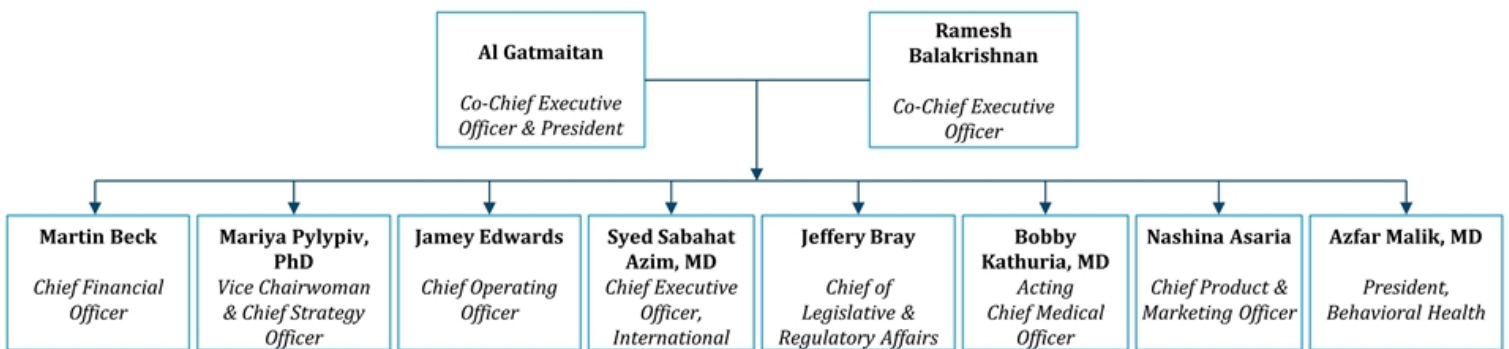 Al Gatmaitan
Co-Chief Executive
Officer & President
Ramesh
Balakrishnan
Co-Chief Executive
Officer
Martin Beck
Chief Financial
Officer
Mariya Pylypiv,
PhD
Vice Chairwoman
& Chief Strategy
Officer
Jamey Edwards
Chief Operating
Officer
Syed Sabahat
Azim, MD
Chief Executive
Officer,
International
Jeffery Bray
Chief of
Legislative &
Regulatory Affairs
Bobby
Kathuria, MD
Acting
Chief Medical
Officer
Nashina Asaria
Chief Product &
Marketing Officer
Azfar Malik, MD
President,
Behavioral Health